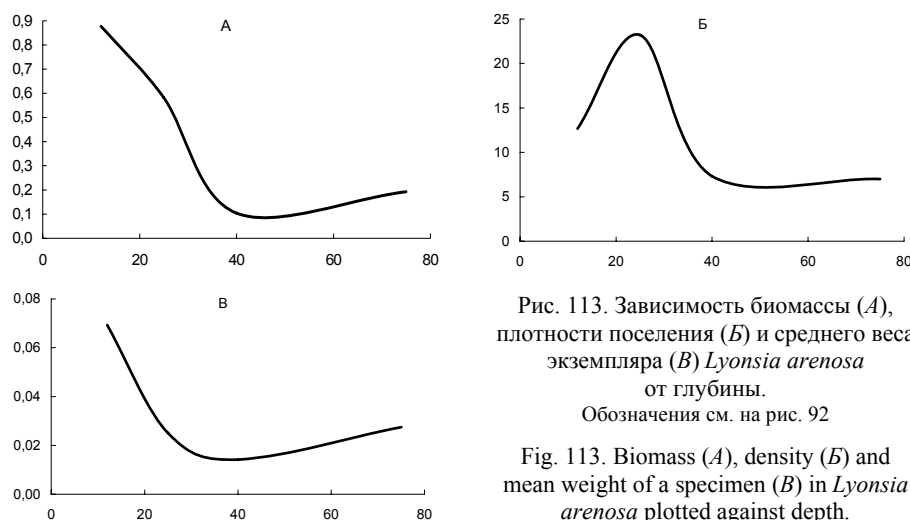 А
0,9
0,8
0,7
0,6
0,5
0,4
0,3
0,2
0,1
0,0
0 20 40 60 80
Б
25
20
15
10
5
0
0 20 40 60 80
В
0,08
0,06
0,04
0,02
0,00
0 20 40 60 80
Рис. 113. Зависимость биомассы (А),
плотности поселения (Б) и среднего веса
экземпляра (В) Lyonsia arenosa
от глубины.
Обозначения см. на рис. 92
Fig. 113. Biomass (А), density (Б) and
mean weight of a specimen (В) in Lyonsia
arenosa plotted against depth.